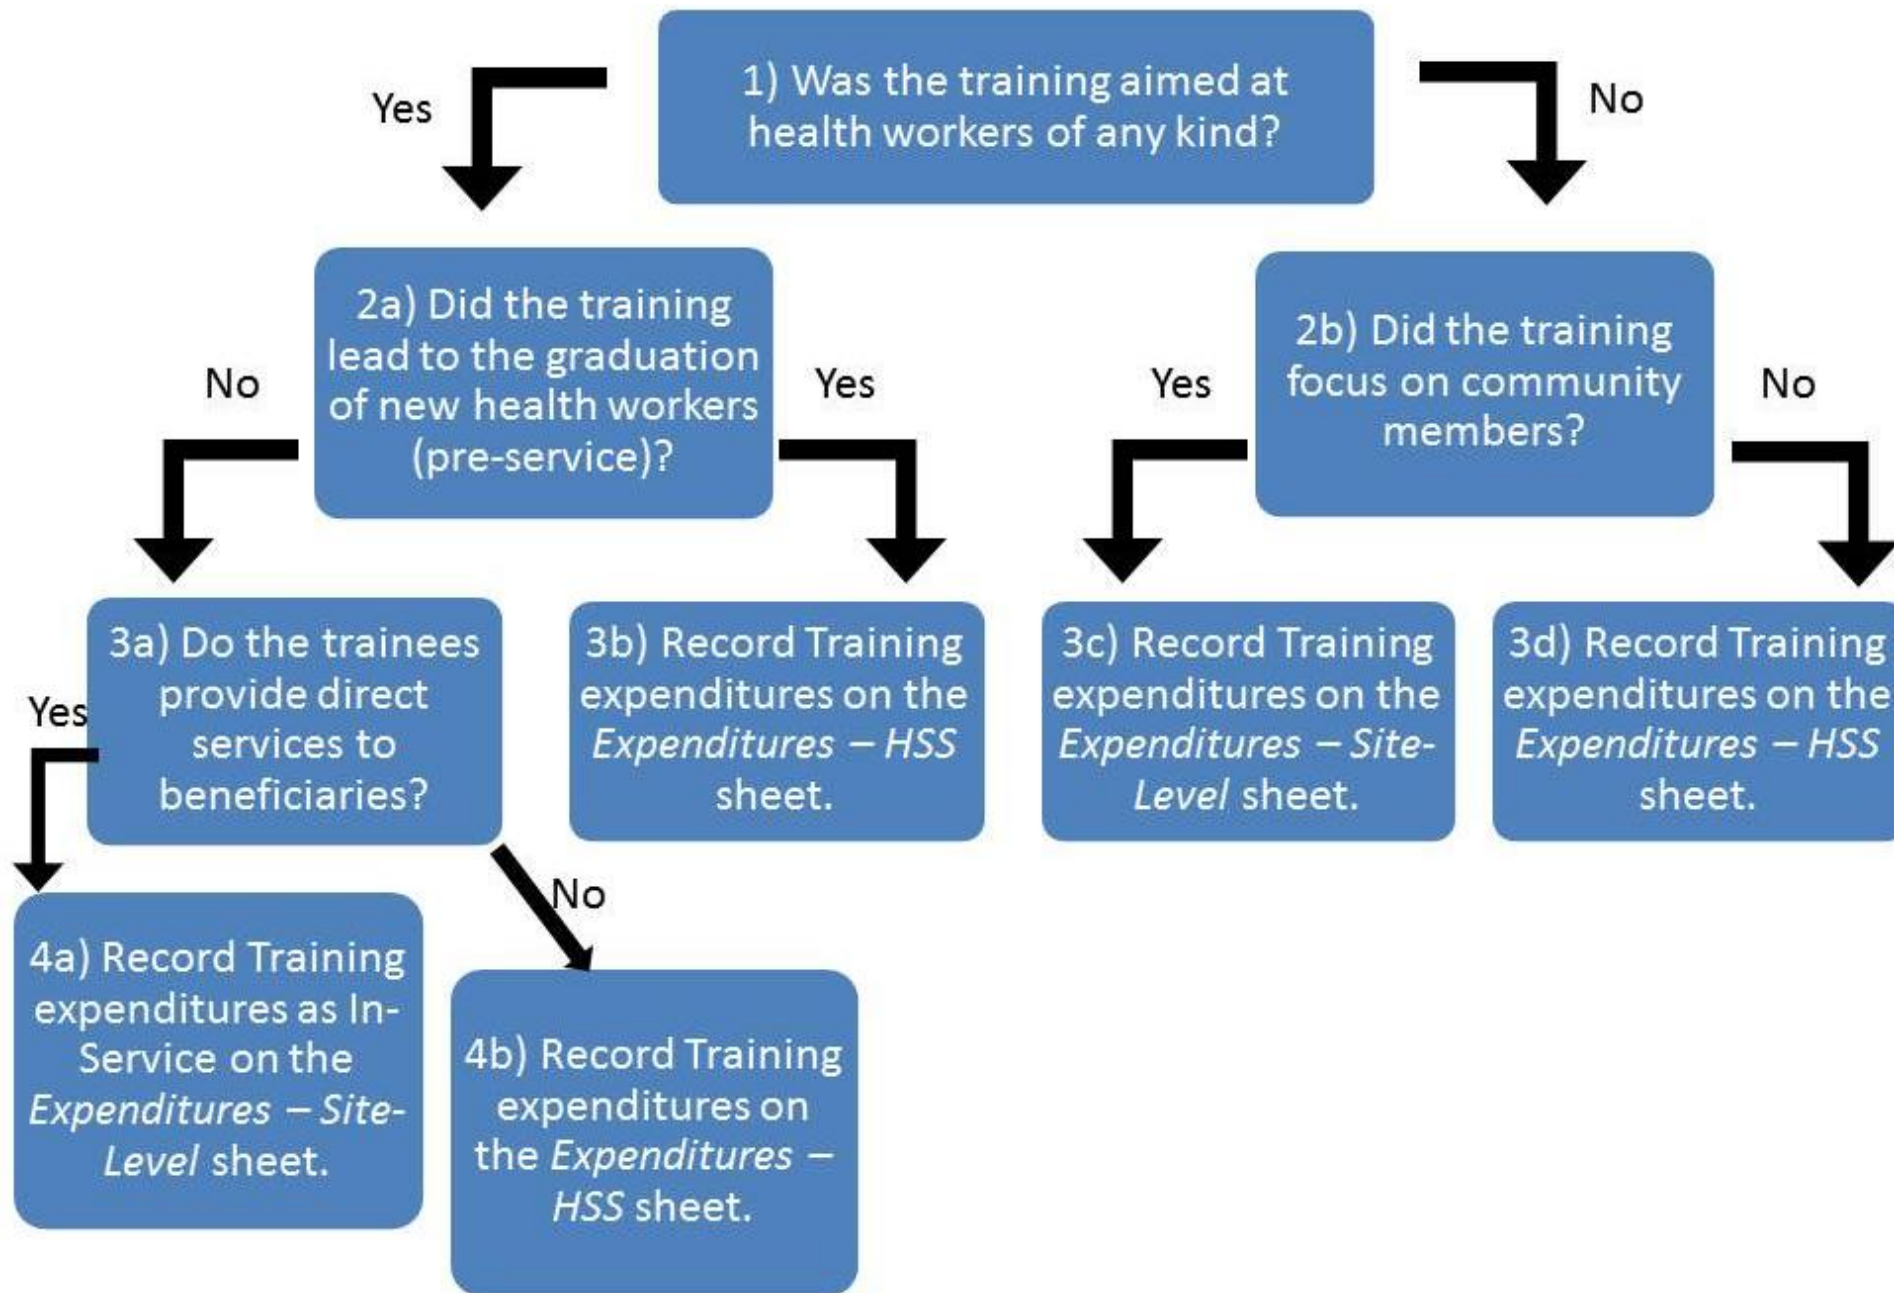 1) Was the training aimed at
health workers of any kind?
Yes
No
2a) Did the training
lead to the graduation
of new health workers
(pre-service)?
No
Yes
2b) Did the training
focus on community
members?
Yes
No
3a) Do the trainees
provide direct
services to
beneficiaries?
Yes
No
3b) Record Training
expenditures on the
Expenditures – HSS
sheet.
3c) Record Training
expenditures on the
Expenditures – Site-
Level sheet.
3d) Record Training
expenditures on the
Expenditures – HSS
sheet.
4a) Record Training
expenditures as In-
Service on the
Expenditures – Site-
Level sheet.
4b) Record Training
expenditures on
the Expenditures –
HSS sheet.